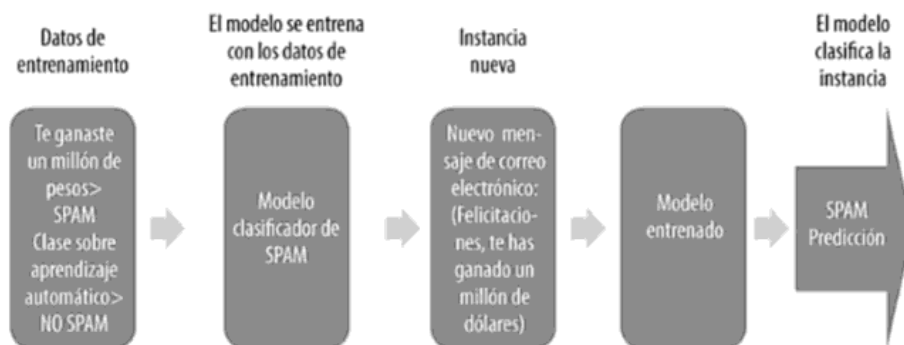 Datos de
entrenamiento
El modelo se entrena
con los datos de
entrenamiento
Instancia
nueva
El modelo
clasifica la
instancia
Te ganaste
un millón de
pesos>
SPAM
Clase sobre
aprendizaje
automático>
NO SPAM
Modelo
clasificador de
SPAM
Nuevo men-
saje de correo
electrónico:
(Felicitacio-
nes, te has
ganado un
millón de
dólares)
Modelo
entrenado
SPAM
Predicción